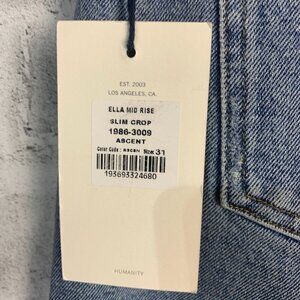 EST. 2003
LOS ANGELES, CA.
ELLA MID RISE
SLIM CROP
1986-3009
ASCENT
Color Code : ASCEN Size: 31
193693324680
HUMANITY